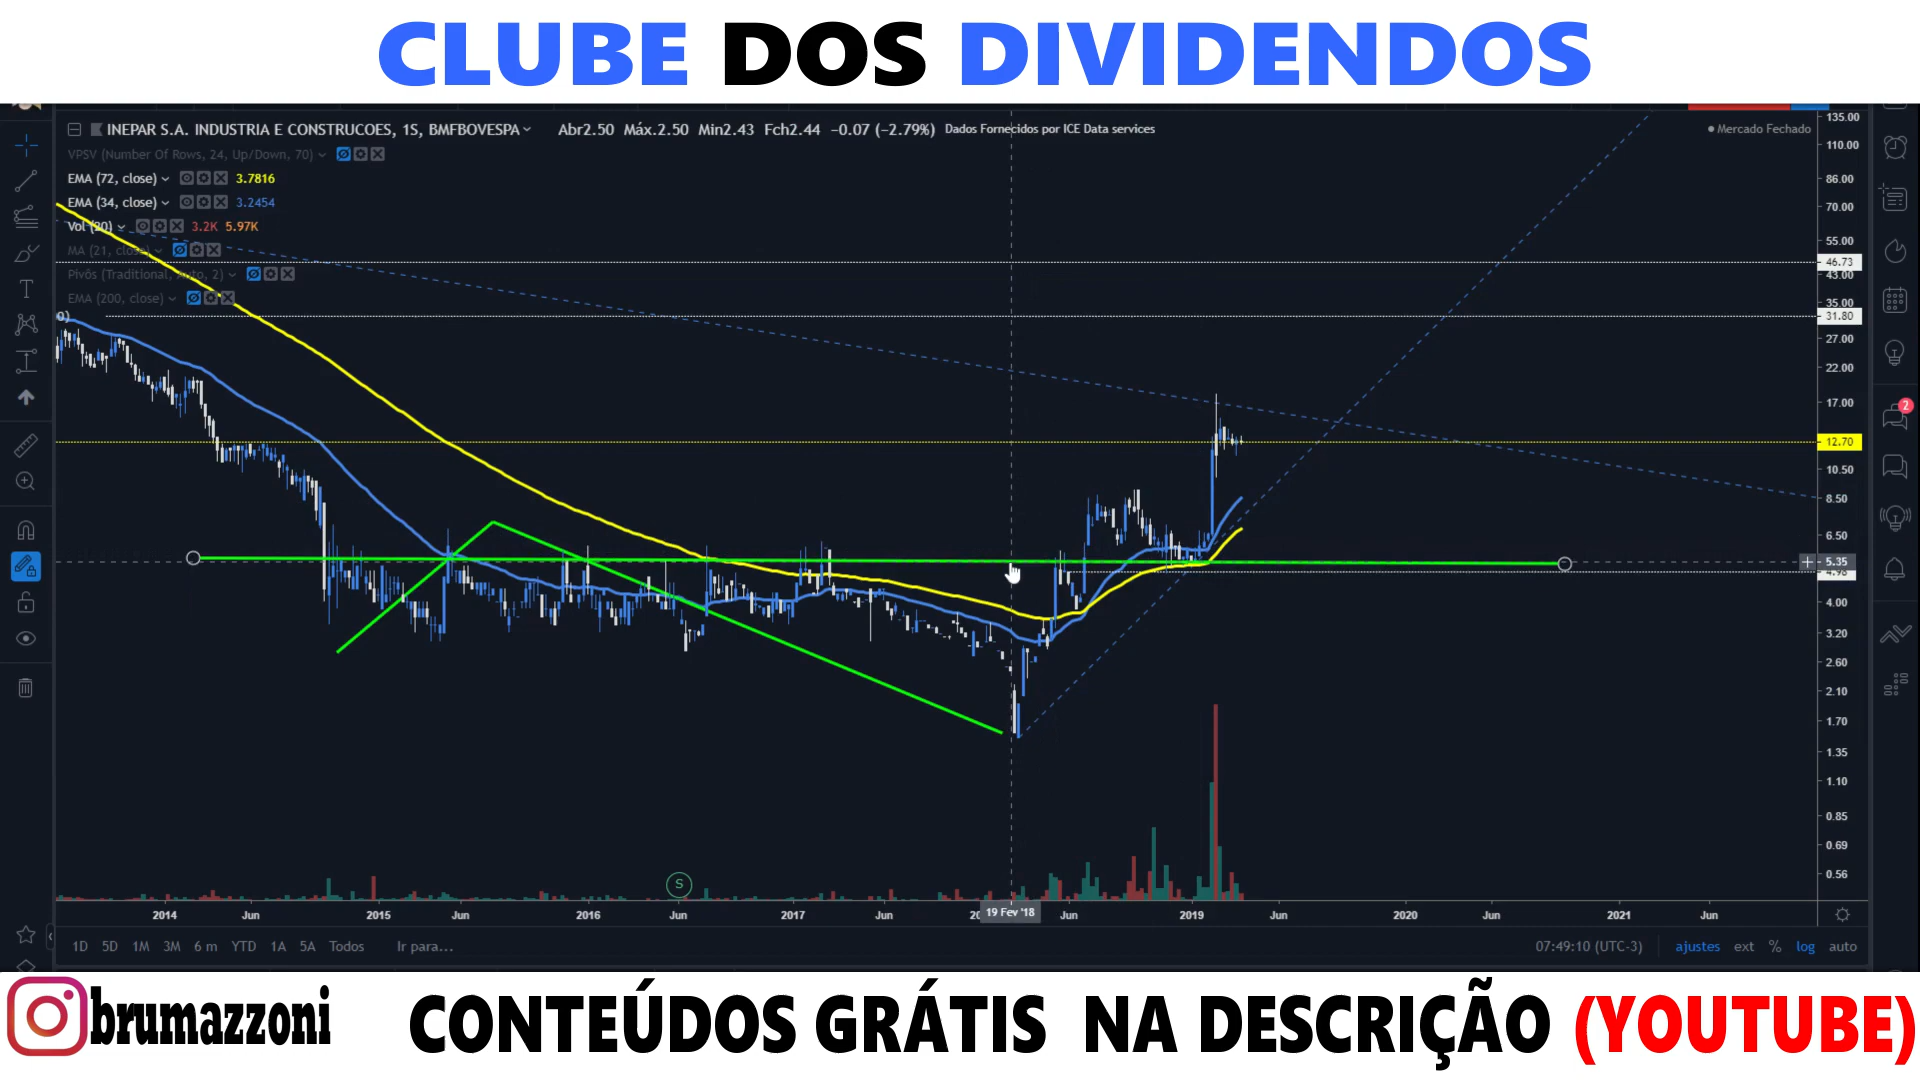 CLUBE DOS DIVIDENDOS
INEPAR S.A. INDUSTRIA E CONSTRUCOES, 1S, BMFBOVESPA Abr2.50 Máx.2.50 Min2.43 Fch2.44 −0.07 (−2.79%) Dados Fornecidos por ICE Data services
Mercado Fechado
VPSV (Number Of Rows, 24, Up/Down, 70)
EMA (72, close) 3.7816
EMA (34, close) 3.2454
Vol (20) 3.2K 5.97K
MA (21, close)
Pivôs (Traditional, Auto, 2)
EMA (200, close)
0)
135.00
110.00
86.00
70.00
55.00
46.73
43.00
35.00
31.80
27.00
22.00
17.00
12.70
10.50
8.50
6.50
5.35
4.98
4.00
3.20
2.60
2.10
1.70
1.35
1.10
0.85
0.69
0.56
2
S
2014 Jun 2015 Jun 2016 Jun 2017 Jun 19 Fev '18 Jun 2019 Jun 2020 Jun 2021 Jun
1D 5D 1M 3M 6 m YTD 1A 5A Todos Ir para... 07:49:10 (UTC-3) ajustes ext % log auto
brumazzoni CONTEÚDOS GRÁTIS NA DESCRIÇÃO (YOUTUBE)